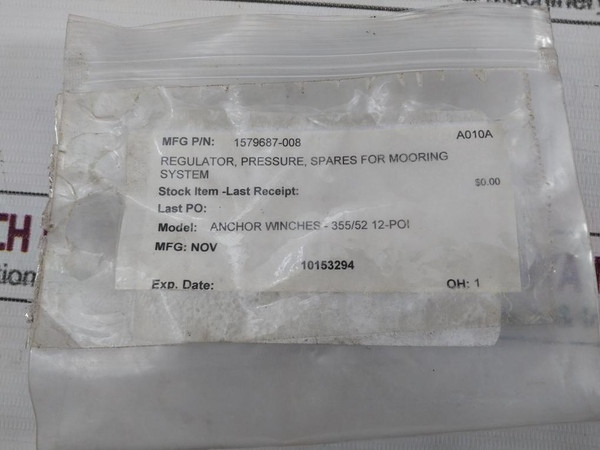 MFG P/N: 1579687-008 A010A
REGULATOR, PRESSURE, SPARES FOR MOORING
SYSTEM
Stock Item -Last Receipt: $0.00
Last PO:
Model: ANCHOR WINCHES - 355/52 12-POI
MFG: NOV
10153294
Exp. Date: OH: 1